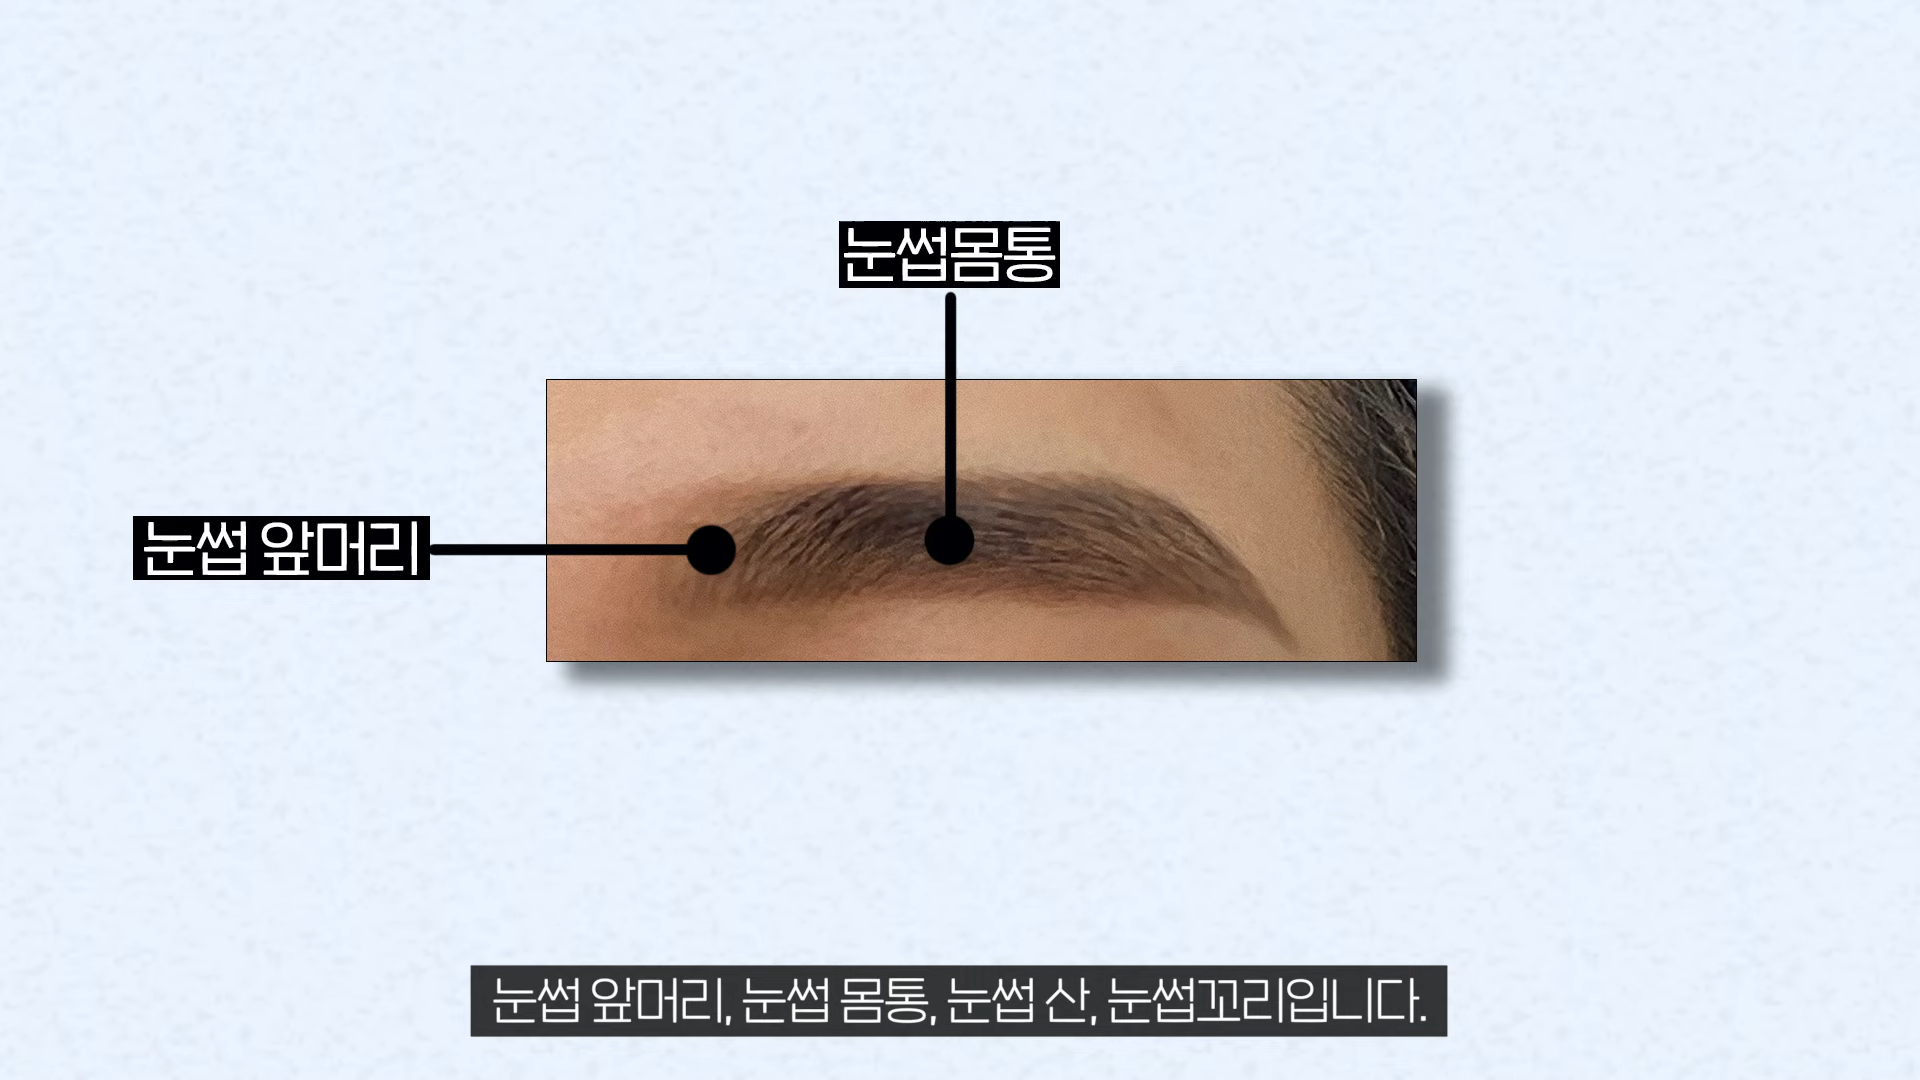 눈썹몸통
눈썹 앞머리
눈썹 앞머리, 눈썹 몸통, 눈썹 산, 눈썹꼬리입니다.